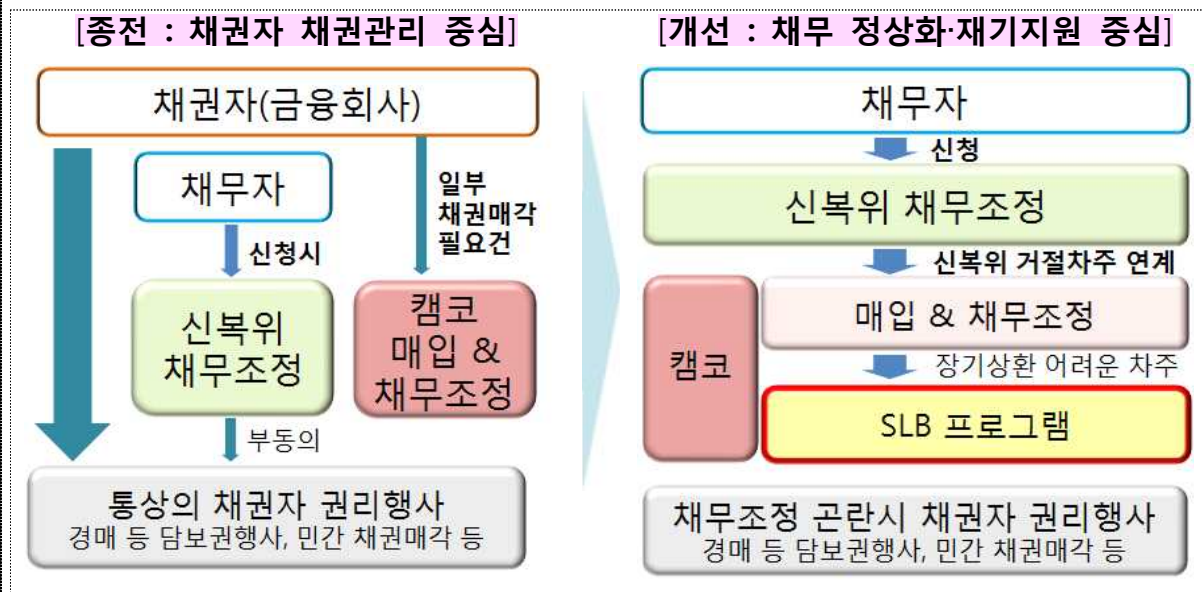 [종전 : 채권자 채권관리 중심]
채권자(금융회사)
채무자
신청시
일부
채권매각
필요건
신복위
채무조정
캠코
매입 &
채무조정
부동의
통상의 채권자 권리행사
경매 등 담보권행사, 민간 채권매각 등
[개선 : 채무 정상화·재기지원 중심]
채무자
신청
신복위 채무조정
신복위 거절차주 연계
캠코
매입 & 채무조정
장기상환 어려운 차주
SLB 프로그램
채무조정 곤란시 채권자 권리행사
경매 등 담보권행사, 민간 채권매각 등